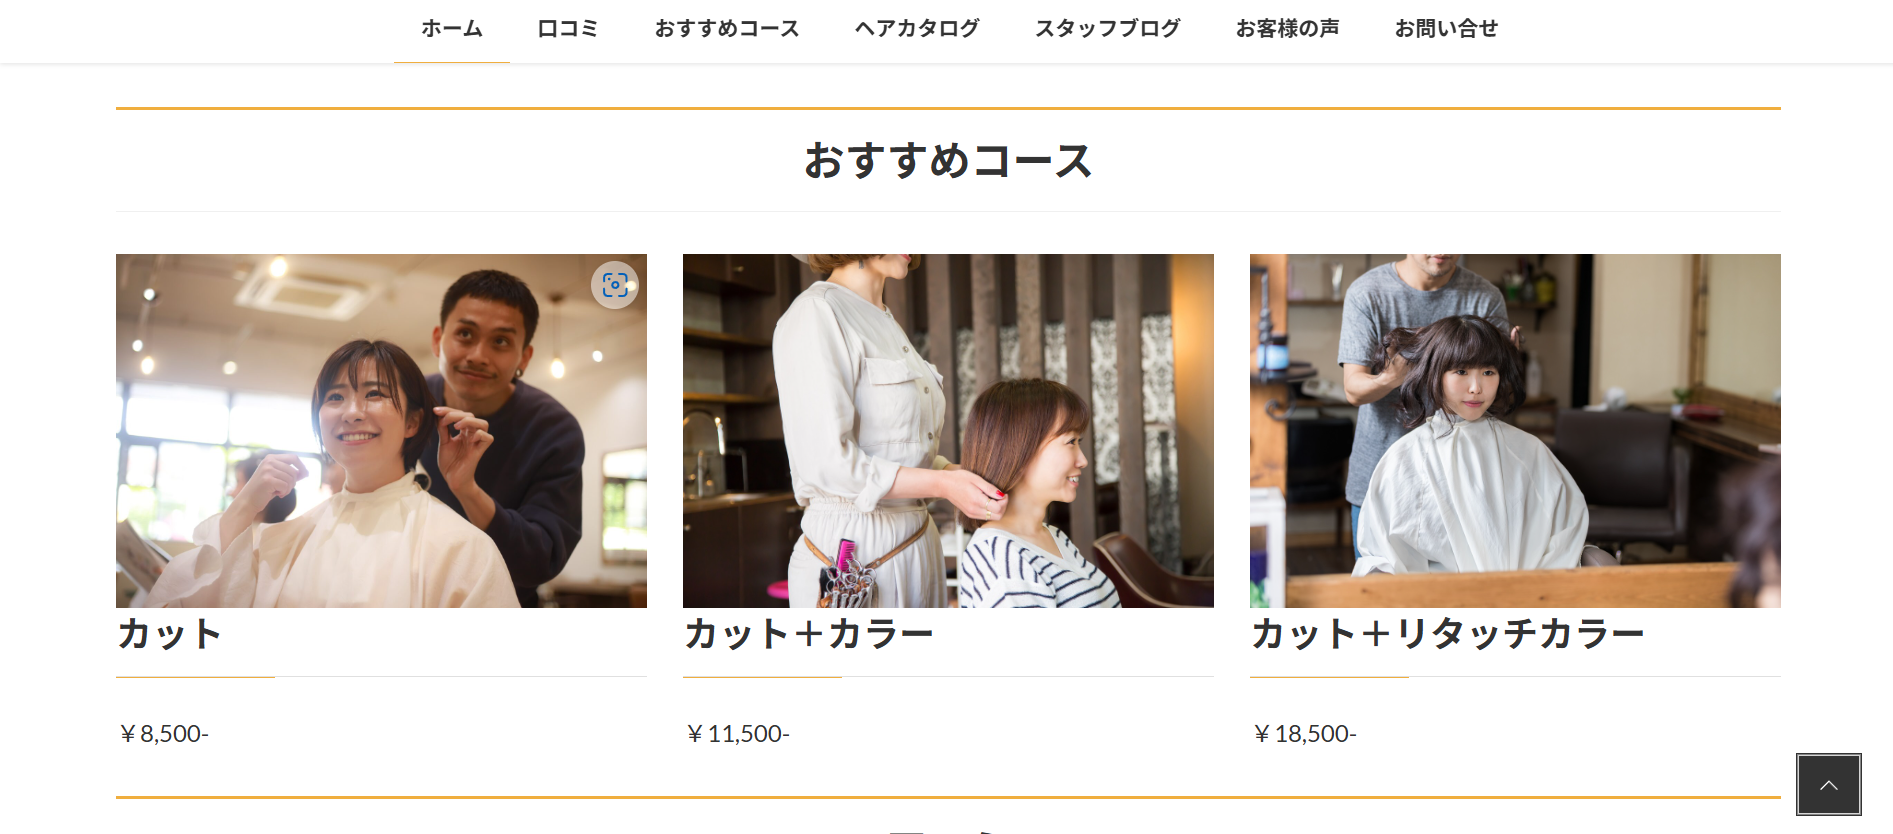 ホーム 口コミ おすすめコース ヘアカタログ スタッフブログ お客様の声 お問い合せ
おすすめコース
カット カット＋カラー カット＋リタッチカラー
￥8,500- ￥11,500- ￥18,500-